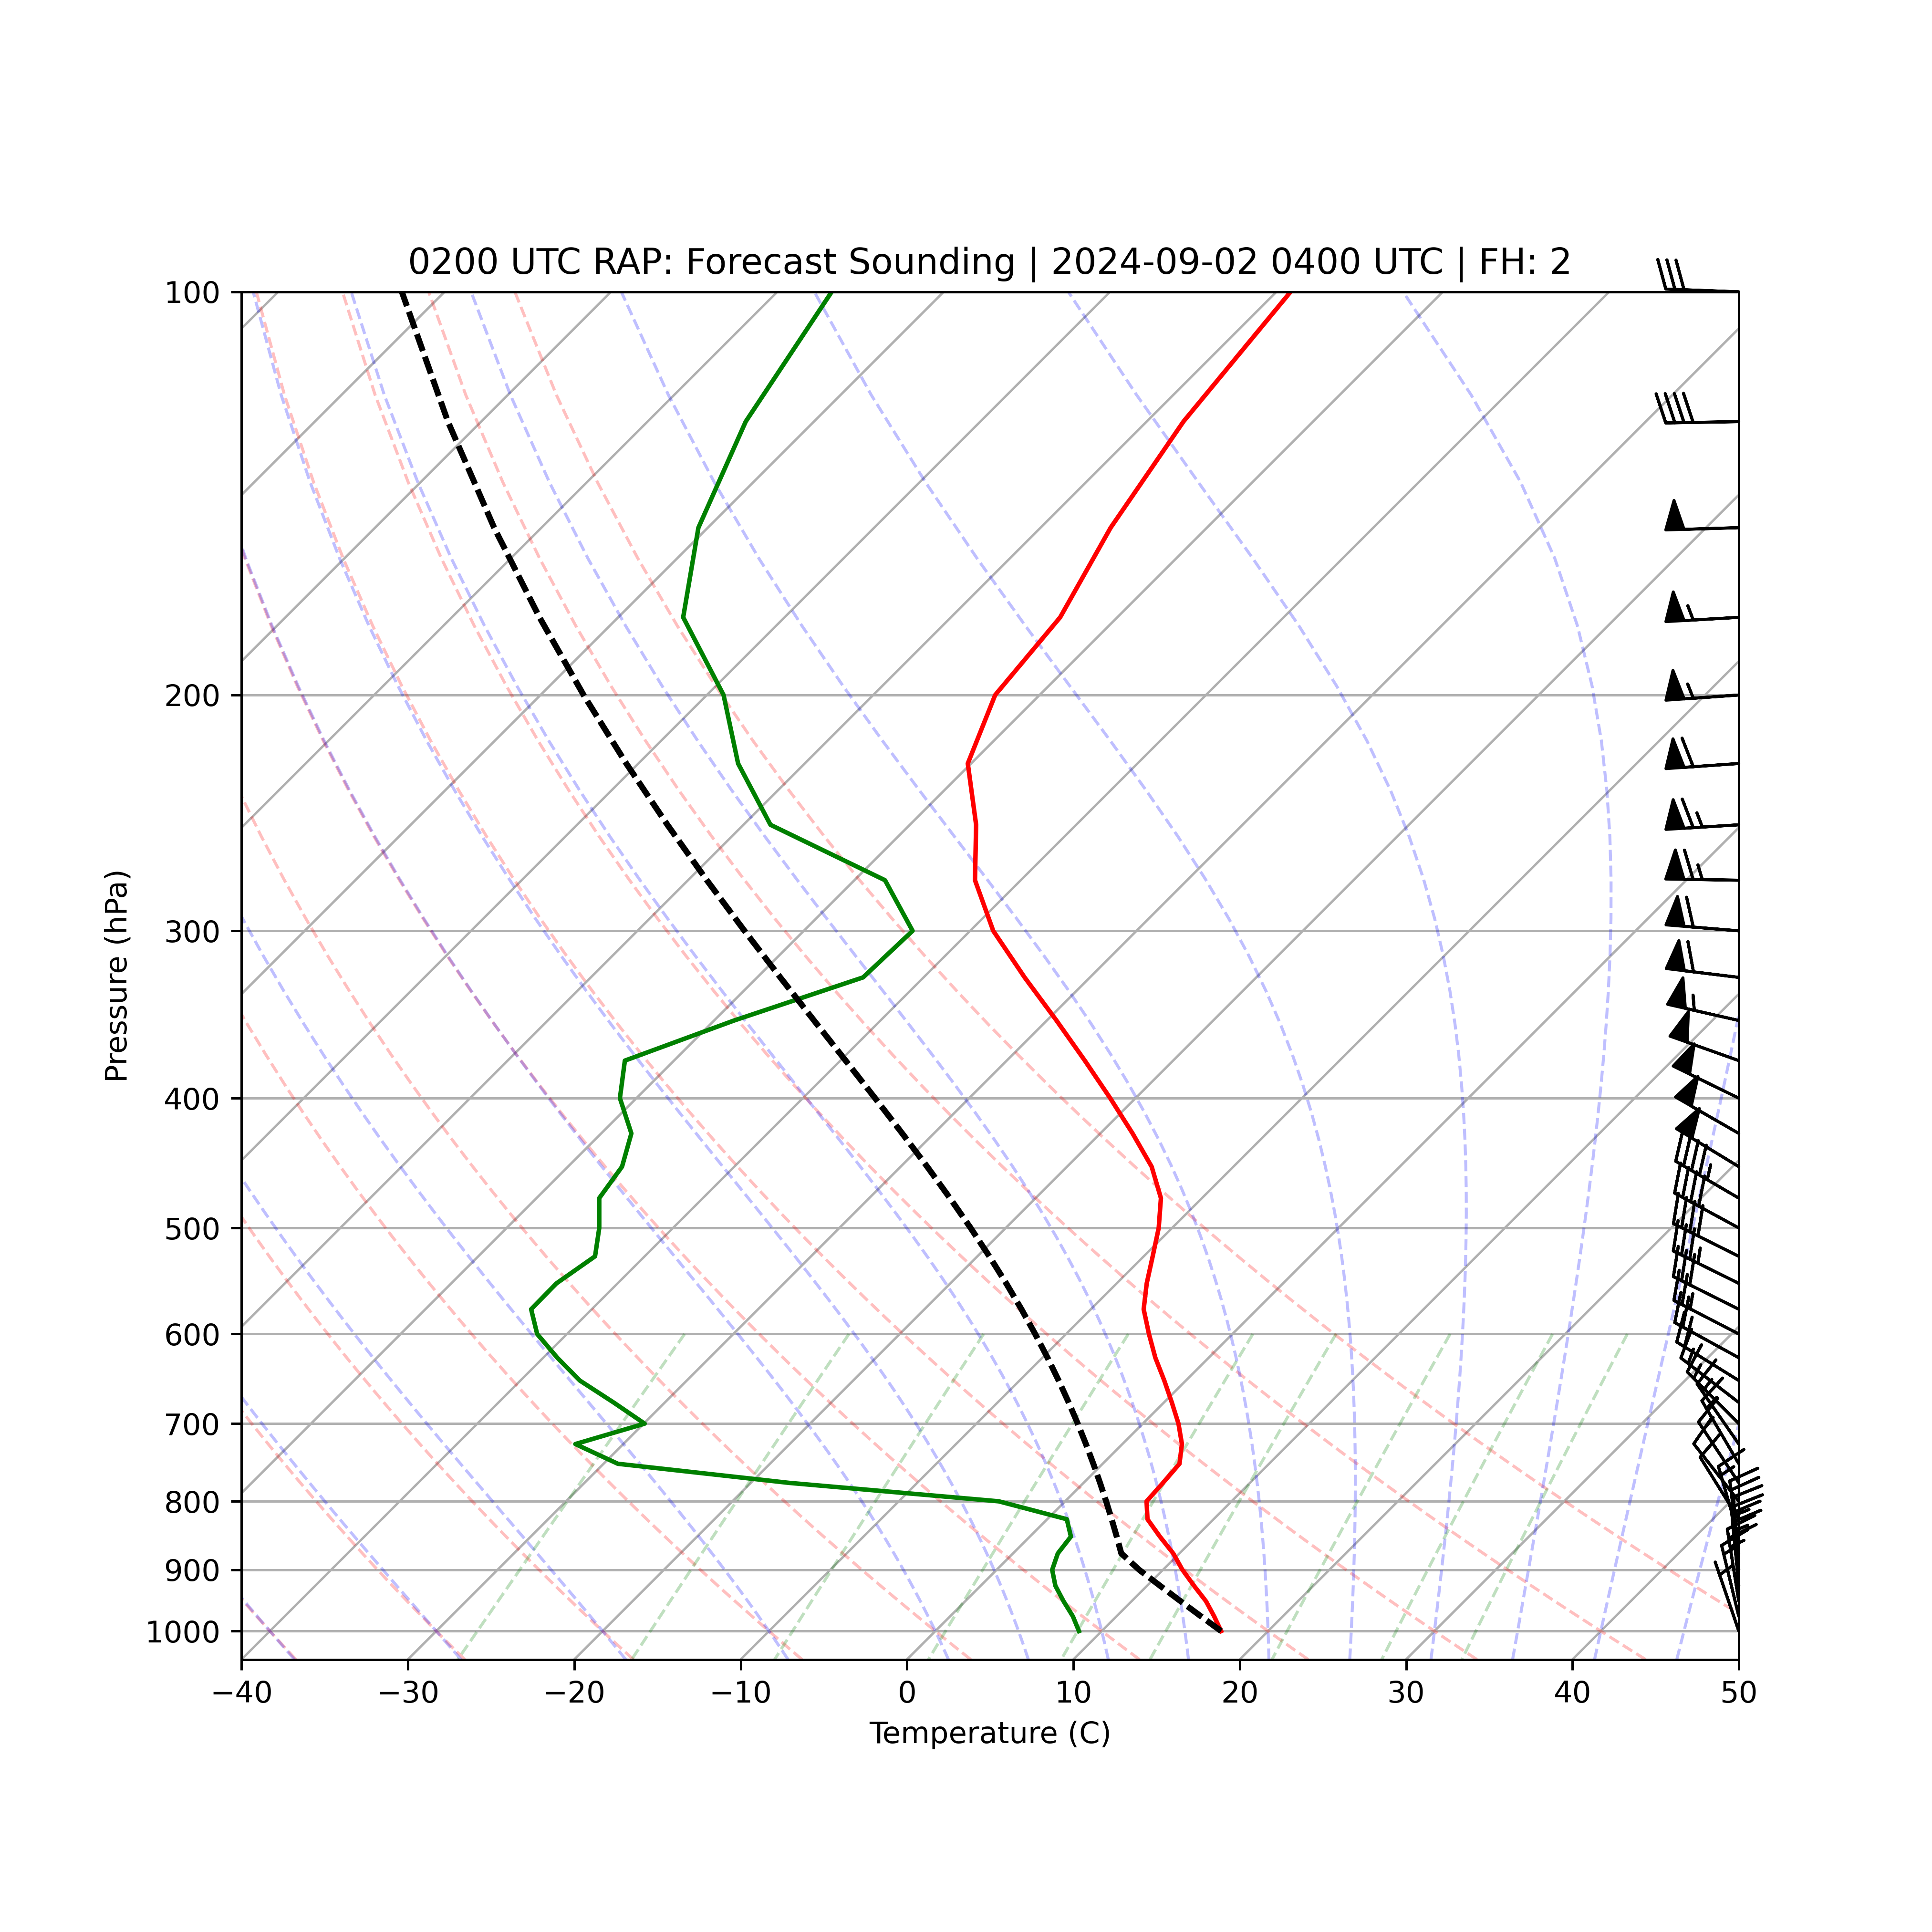 0200 UTC RAP: Forecast Sounding | 2024-09-02 0400 UTC | FH: 2
100
200
300
400
500
600
700
800
900
1000
Pressure (hPa)
−40 −30 −20 −10 0 10 20 30 40 50
Temperature (C)